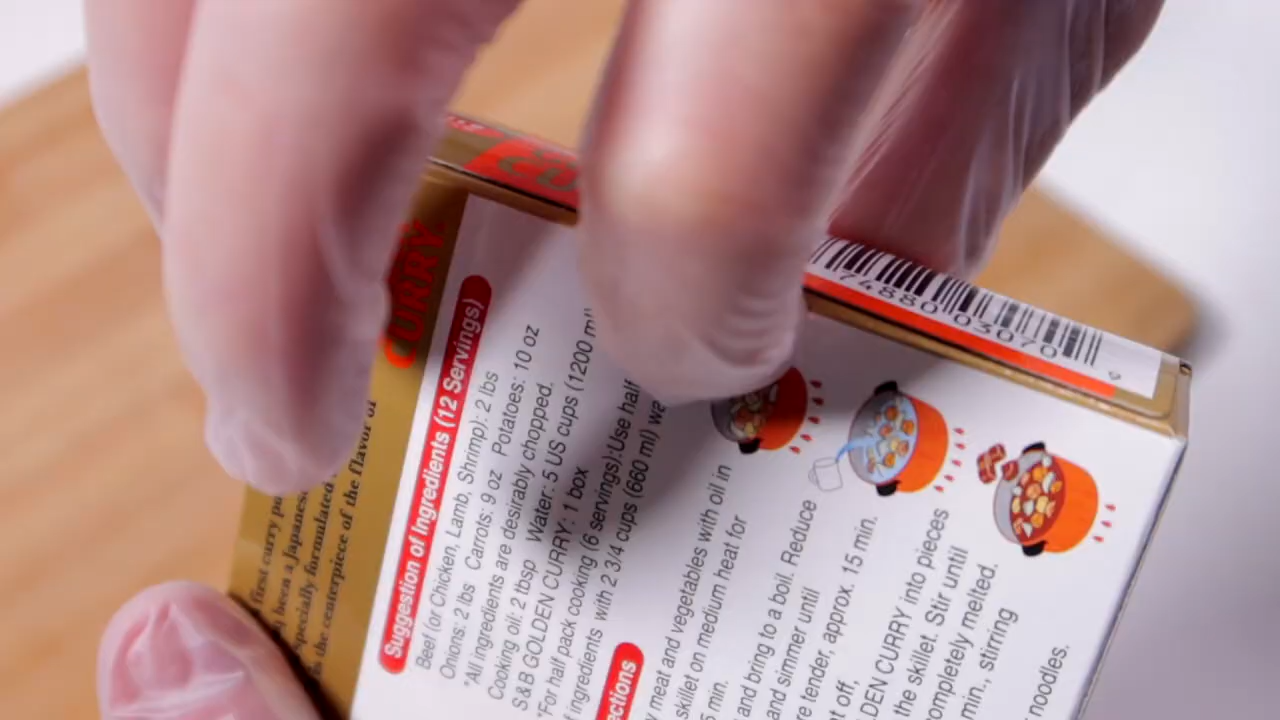 CURRY
first curry
been a Japanese
specially formulated
the centerpiece of the flavor of
Suggestion of Ingredients (12 Servings)
Beef (or Chicken, Lamb, Shrimp): 2 lbs
Onions: 2 lbs Carrots: 9 oz Potatoes: 10 oz
*All ingredients are desirably chopped.
Cooking oil: 2 tbsp Water: 5 US cups (1200 ml)
S&B GOLDEN CURRY: 1 box
*For half pack cooking (6 servings):Use half
of ingredients with 2 3/4 cups (660 ml)
meat and vegetables with oil in
skillet on medium heat for
min.
and bring to a boil. Reduce
and simmer until
tender, approx. 15 min.
off,
CURRY into pieces
the skillet. Stir until
completely melted.
min., stirring
noodles.
74880 03070